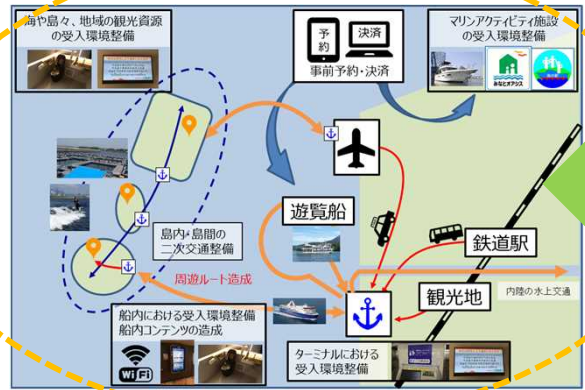 海や島々、地域の観光資源
の受入環境整備
予約
決済
事前予約・決済
マリンアクティビティ施設
の受入環境整備
みなとオアシス
遊覧船
島内・島間の
二次交通整備
鉄道駅
周遊ルート造成
観光地
内陸の水上交通
船内における受入環境整備
船内コンテンツの造成
WiFi
ターミナルにおける
受入環境整備